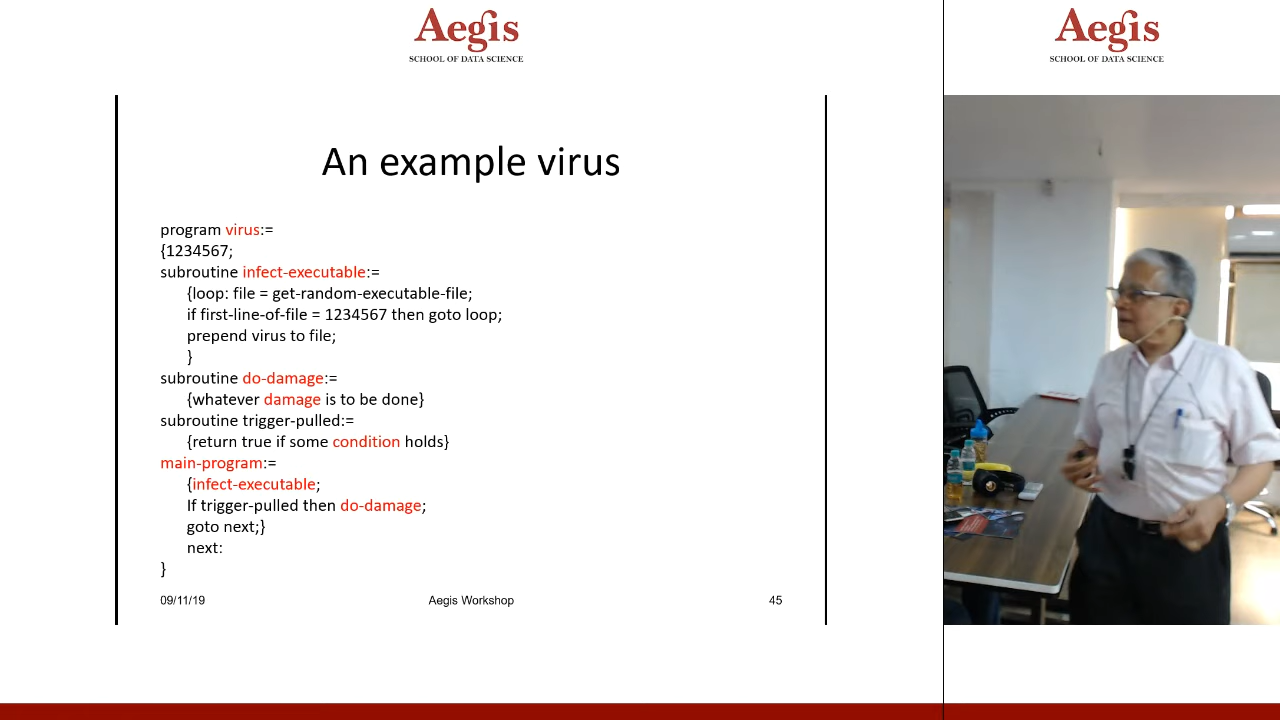 Aegis
SCHOOL OF DATA SCIENCE
Aegis
SCHOOL OF DATA SCIENCE
An example virus
program virus:=
{1234567;
subroutine infect-executable:=
{loop: file = get-random-executable-file;
if first-line-of-file = 1234567 then goto loop;
prepend virus to file;
}
subroutine do-damage:=
{whatever damage is to be done}
subroutine trigger-pulled:=
{return true if some condition holds}
main-program:=
{infect-executable;
If trigger-pulled then do-damage;
goto next;}
next:
}
09/11/19 Aegis Workshop 45